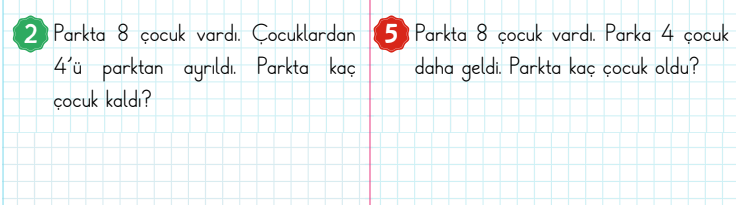 2 Parkta 8 çocuk vardı. Çocuklardan
4'ü parktan ayrıldı. Parkta kaç
çocuk kaldı?
5 Parkta 8 çocuk vardı. Parka 4 çocuk
daha geldi. Parkta kaç çocuk oldu?